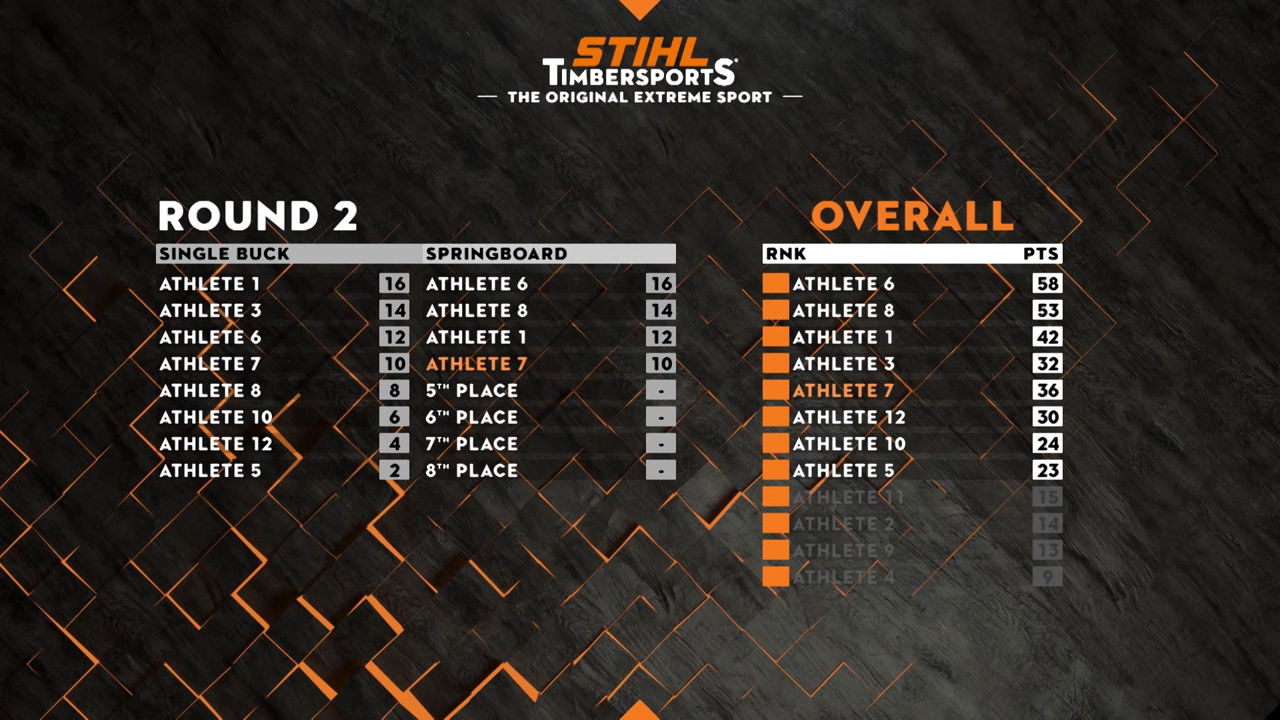 STIHL
TIMBERSPORTS®
THE ORIGINAL EXTREME SPORT
ROUND 2
SINGLE BUCK SPRINGBOARD
ATHLETE 1 16 ATHLETE 6 16
ATHLETE 3 14 ATHLETE 8 14
ATHLETE 6 12 ATHLETE 1 12
ATHLETE 7 10 ATHLETE 7 10
ATHLETE 8 8 5TH PLACE -
ATHLETE 10 6 6TH PLACE -
ATHLETE 12 4 7TH PLACE -
ATHLETE 5 2 8TH PLACE -
OVERALL
RNK PTS
ATHLETE 6 58
ATHLETE 8 53
ATHLETE 1 42
ATHLETE 3 32
ATHLETE 7 36
ATHLETE 12 30
ATHLETE 10 24
ATHLETE 5 23
ATHLETE 11 15
ATHLETE 2 14
ATHLETE 9 13
ATHLETE 4 9